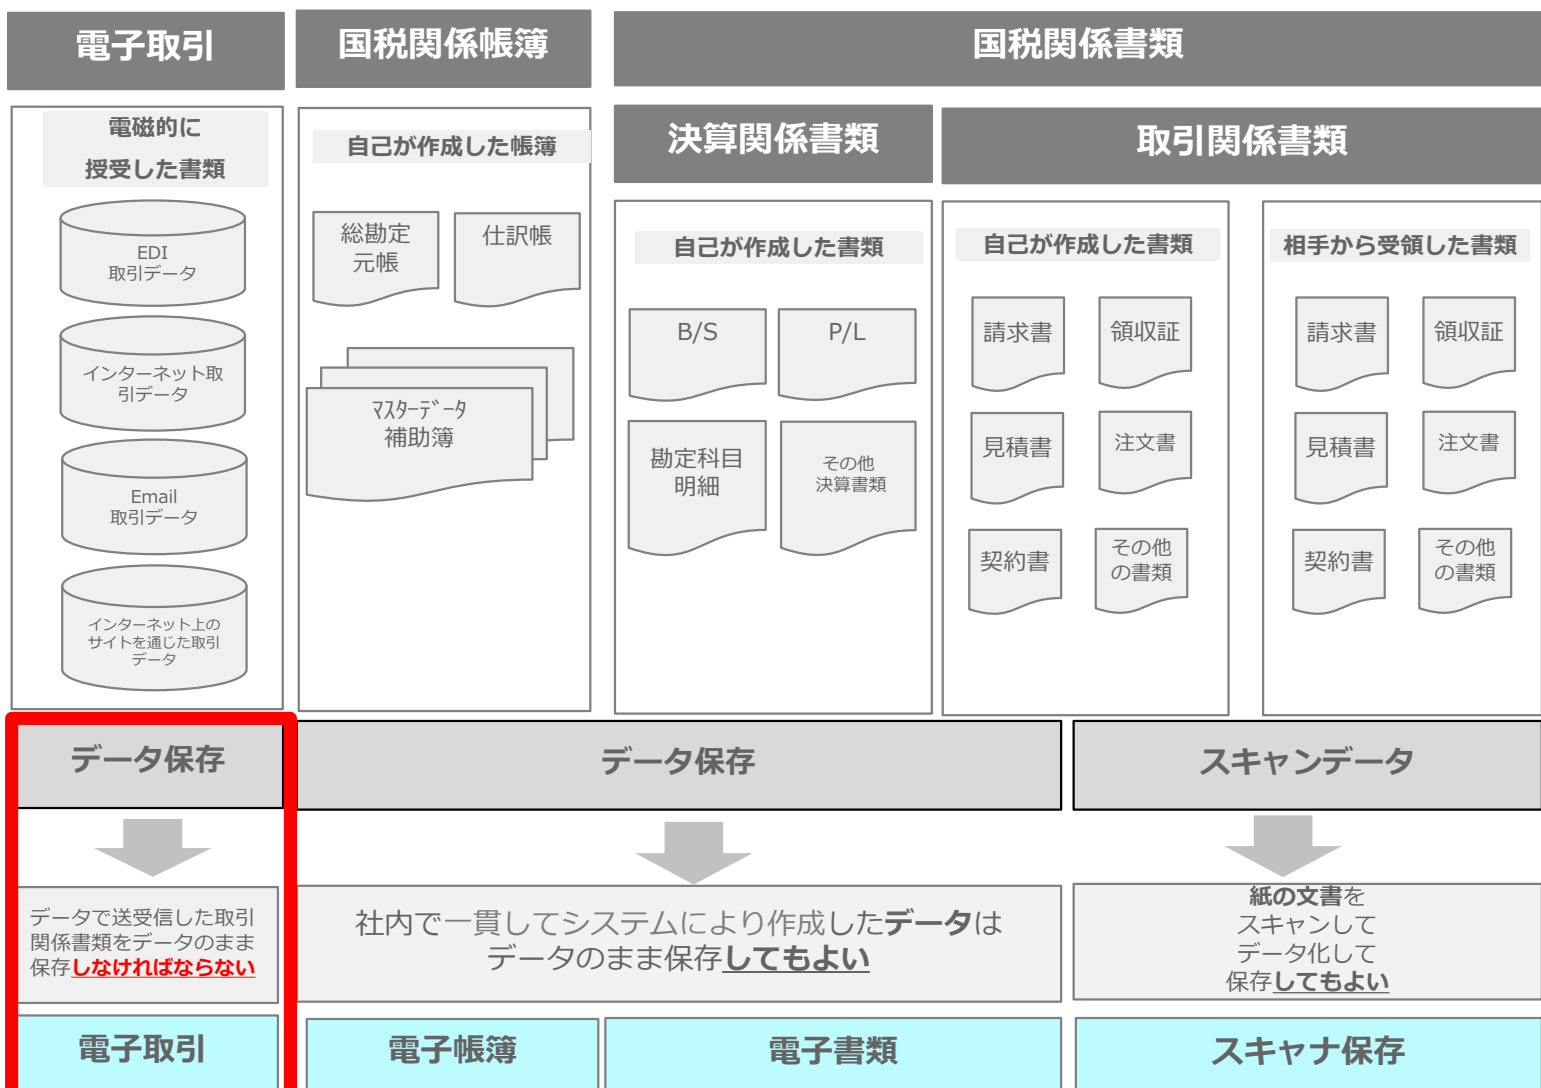 電子取引
国税関係帳簿
国税関係書類
電磁的に
授受した書類
自己が作成した帳簿
決算関係書類
取引関係書類
自己が作成した書類
自己が作成した書類
相手から受領した書類
EDI
取引データ
インターネット取
引データ
Email
取引データ
インターネット上の
サイトを通じた取引
データ
総勘定
元帳
仕訳帳
ﾏｽﾀｰﾃﾞｰﾀ
補助簿
B/S
P/L
勘定科目
明細
その他
決算書類
請求書
領収証
見積書
注文書
契約書
その他
の書類
請求書
領収証
見積書
注文書
契約書
その他
の書類
データ保存
データ保存
スキャンデータ
データで送受信した取引
関係書類をデータのまま
保存しなければならない
社内で一貫してシステムにより作成したデータは
データのまま保存してもよい
紙の文書を
スキャンして
データ化して
保存してもよい
電子取引
電子帳簿
電子書類
スキャナ保存